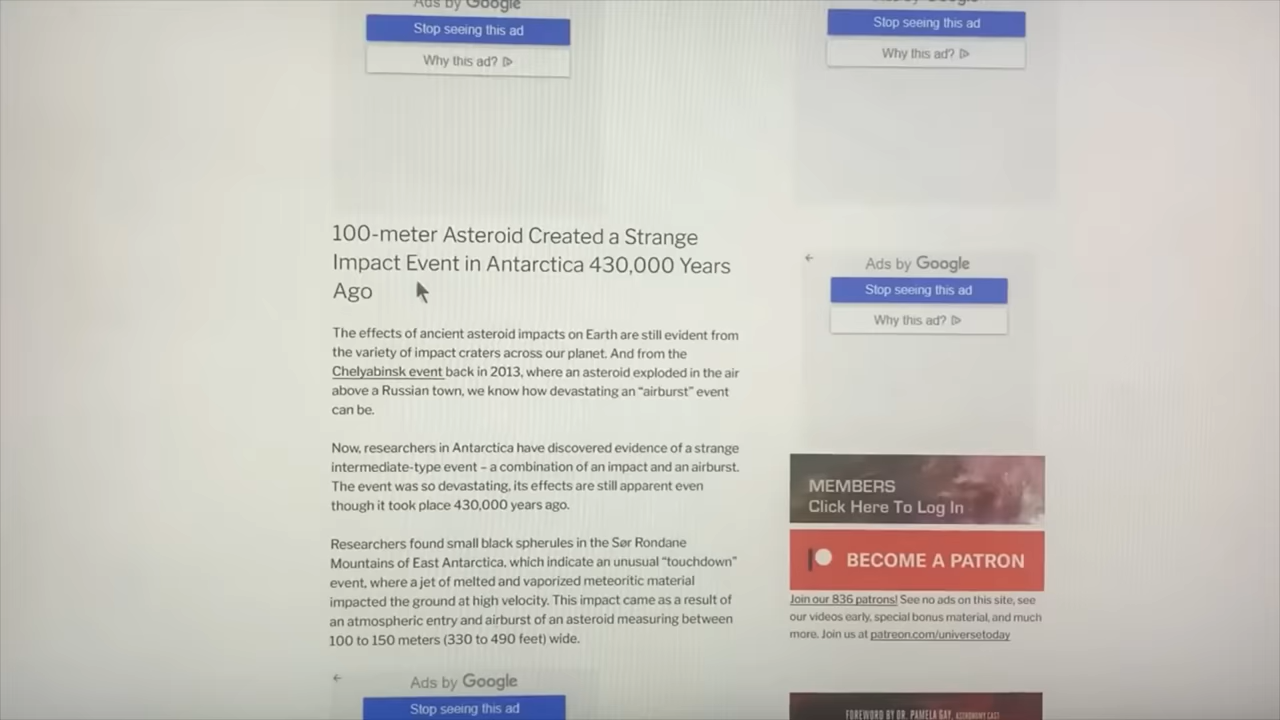 Ads by Google
Stop seeing this ad
Why this ad?
Stop seeing this ad
Why this ad?
100-meter Asteroid Created a Strange
Impact Event in Antarctica 430,000 Years
Ago
The effects of ancient asteroid impacts on Earth are still evident from
the variety of impact craters across our planet. And from the
Chelyabinsk event back in 2013, where an asteroid exploded in the air
above a Russian town, we know how devastating an “airburst” event
can be.
Now, researchers in Antarctica have discovered evidence of a strange
intermediate-type event – a combination of an impact and an airburst.
The event was so devastating, its effects are still apparent even
though it took place 430,000 years ago.
Researchers found small black spherules in the Sør Rondane
Mountains of East Antarctica, which indicate an unusual “touchdown”
event, where a jet of melted and vaporized meteoritic material
impacted the ground at high velocity. This impact came as a result of
an atmospheric entry and airburst of an asteroid measuring between
100 to 150 meters (330 to 490 feet) wide.
Ads by Google
Stop seeing this ad
Ads by Google
Stop seeing this ad
Why this ad?
MEMBERS
Click Here To Log In
BECOME A PATRON
Join our 836 patrons! See no ads on this site, see
our videos early, special bonus material, and much
more. Join us at patreon.com/universetoday
FOREWORD BY DR. PAMELA GAY, ASTRONOMY CAST